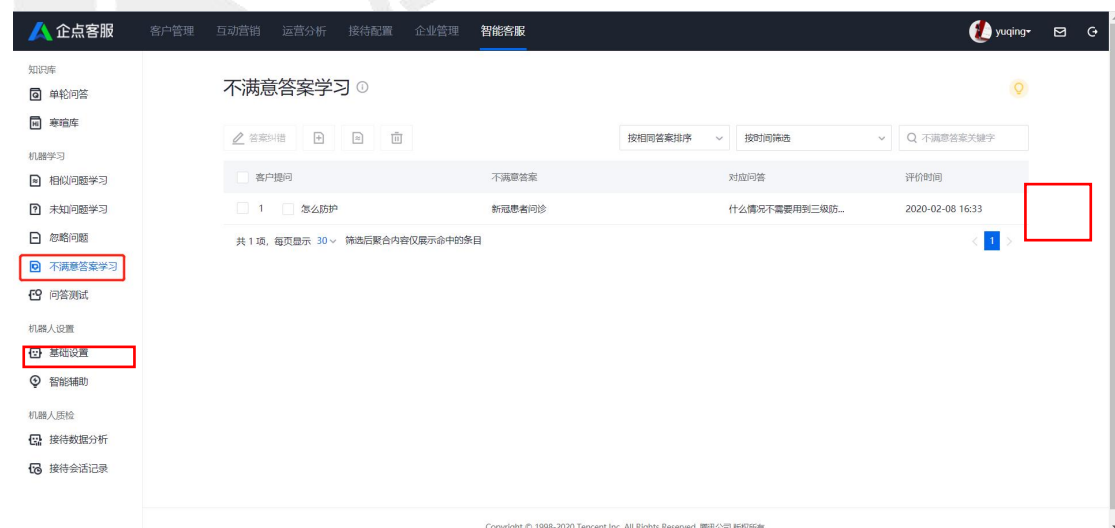 企点客服 客户管理 互动营销 运营分析 接待配置 企业管理 智能客服 yuqing
知识库
单轮问答
寒暄库
机器学习
相似问题学习
未知问题学习
忽略问题
不满意答案学习
问答测试
机器人设置
基础设置
智能辅助
机器人质检
接待数据分析
接待会话记录
不满意答案学习
答案纠错 按相同答案排序 按时间筛选 不满意答案关键字
客户提问 不满意答案 对应问答 评价时间
1 怎么防护 新冠患者问诊 什么情况不需要用到三级防... 2020-02-08 16:33
共 1 项, 每页显示 30 筛选后聚合内容仅展示命中的条目 < 1 >
Copyright © 1998-2020 Tencent Inc. All Rights Reserved. 腾讯公司 版权所有